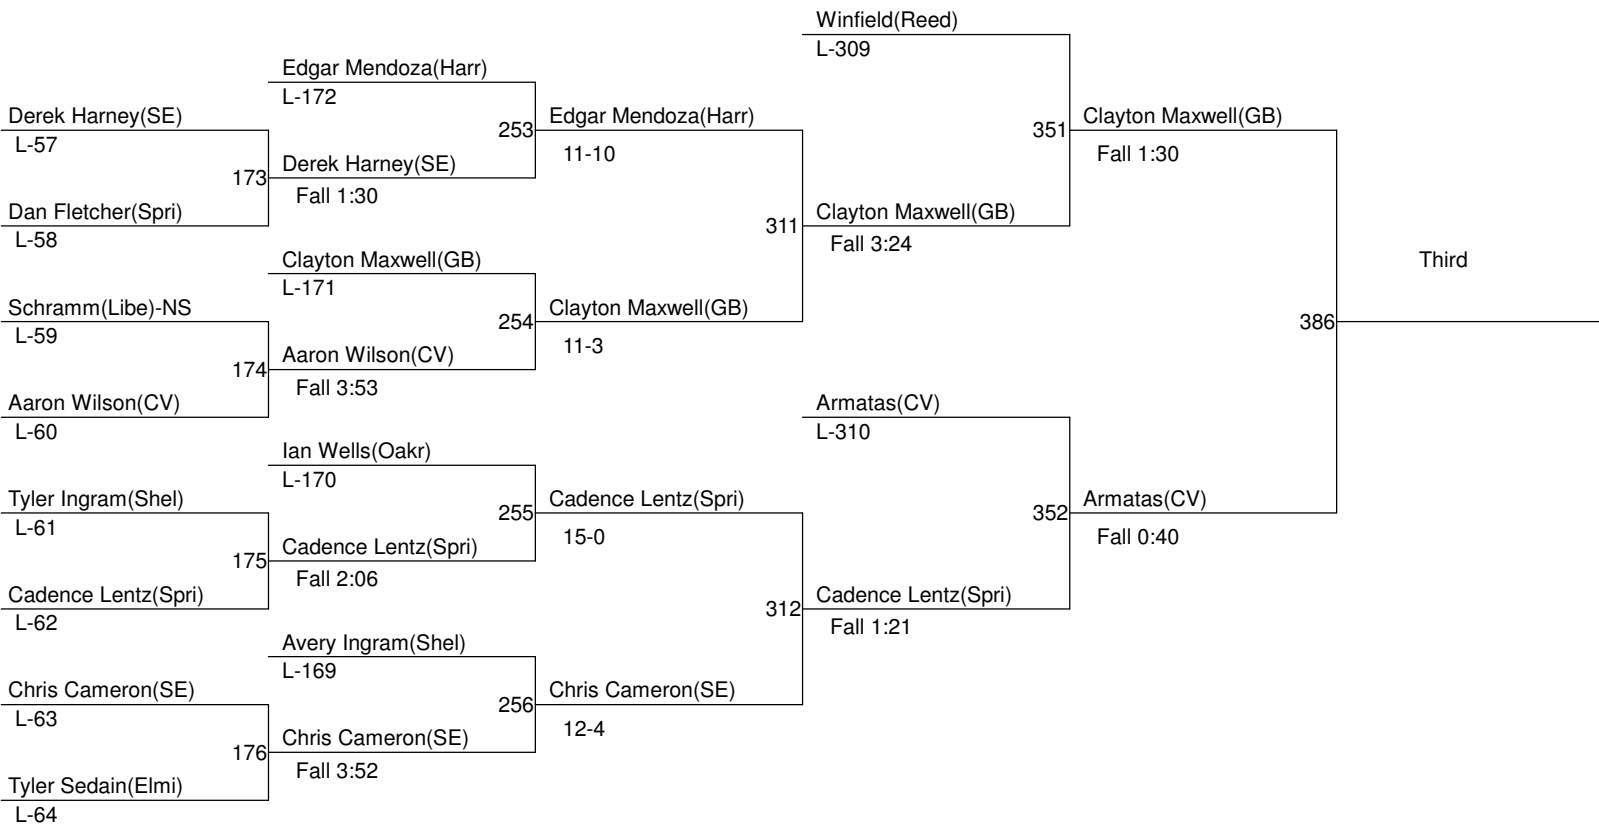 Winfield(Reed)
L-309
Edgar Mendoza(Harr)
L-172
Derek Harney(SE)
L-57
253
Edgar Mendoza(Harr)
11-10
351
Clayton Maxwell(GB)
Fall 1:30
173
Derek Harney(SE)
Fall 1:30
Dan Fletcher(Spri)
L-58
311
Clayton Maxwell(GB)
Fall 3:24
Clayton Maxwell(GB)
L-171
Third
Schramm(Libe)-NS
L-59
254
Clayton Maxwell(GB)
11-3
386
174
Aaron Wilson(CV)
Fall 3:53
Aaron Wilson(CV)
L-60
Armatas(CV)
L-310
Ian Wells(Oakr)
L-170
Tyler Ingram(Shel)
L-61
255
Cadence Lentz(Spri)
15-0
352
Armatas(CV)
Fall 0:40
175
Cadence Lentz(Spri)
Fall 2:06
Cadence Lentz(Spri)
L-62
312
Cadence Lentz(Spri)
Fall 1:21
Avery Ingram(Shel)
L-169
Chris Cameron(SE)
L-63
256
Chris Cameron(SE)
12-4
176
Chris Cameron(SE)
Fall 3:52
Tyler Sedain(Elmi)
L-64